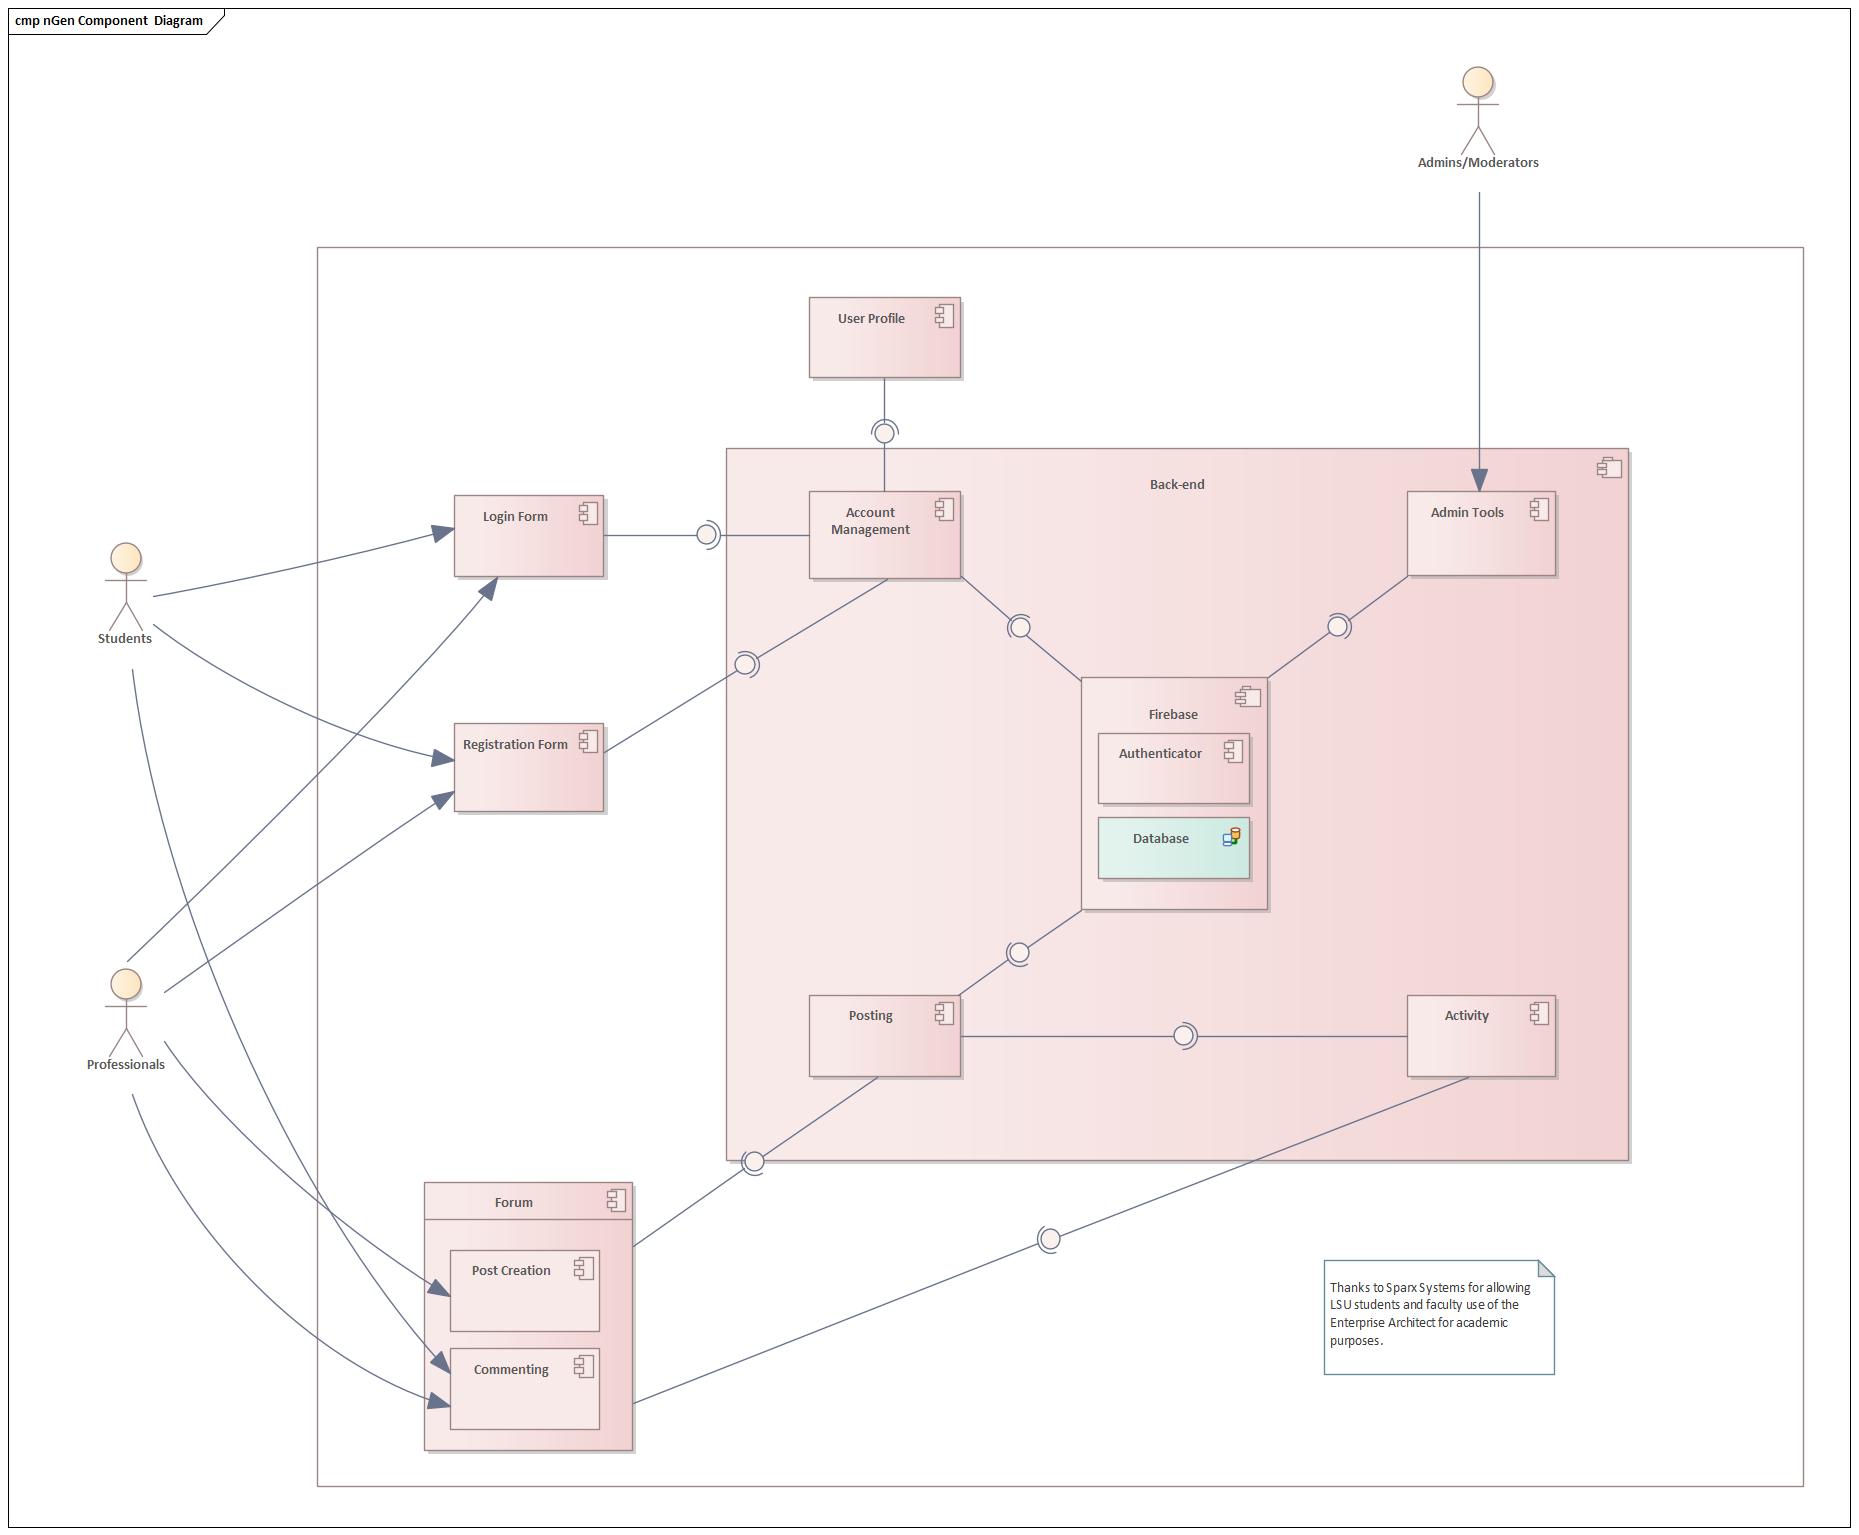 cmp nGen Component Diagram
Admins/Moderators
User Profile
Back-end
Login Form
Account
Management
Admin Tools
Students
Registration Form
Firebase
Authenticator
Database
Professionals
Posting
Activity
Forum
Post Creation
Commenting
Thanks to Sparx Systems for allowing
LSU students and faculty use of the
Enterprise Architect for academic
purposes.